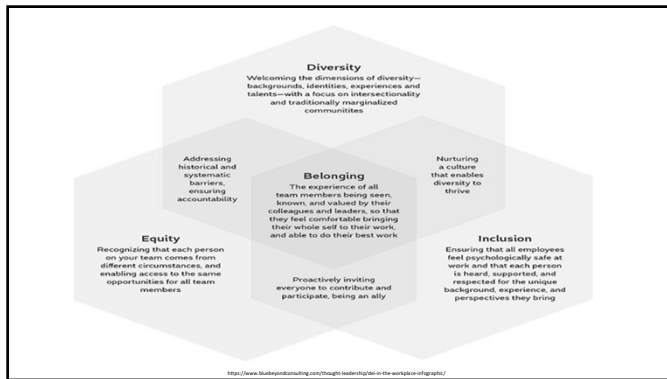 Diversity
Welcoming the dimensions of diversity—
backgrounds, identities, experiences and
talents—with a focus on intersectionality
and traditionally marginalized
communitites
Addressing
historical and
systematic
barriers,
ensuring
accountability
Belonging
The experience of all
team members being seen,
known, and valued by their
colleagues and leaders, so that
they feel comfortable bringing
their whole self to their work,
and able to do their best work
Nurturing
a culture
that enables
diversity to
thrive
Equity
Recognizing that each person
on your team comes from
different circumstances, and
enabling access to the same
opportunities for all team
members
Proactively inviting
everyone to contribute and
participate, being an ally
Inclusion
Ensuring that all employees
feel psychologically safe at
work and that each person
is heard, supported, and
respected for the unique
background, experience, and
perspectives they bring
https://www.bluebeyondconsulting.com/thought-leadership/dei-in-the-workplace-infographic/